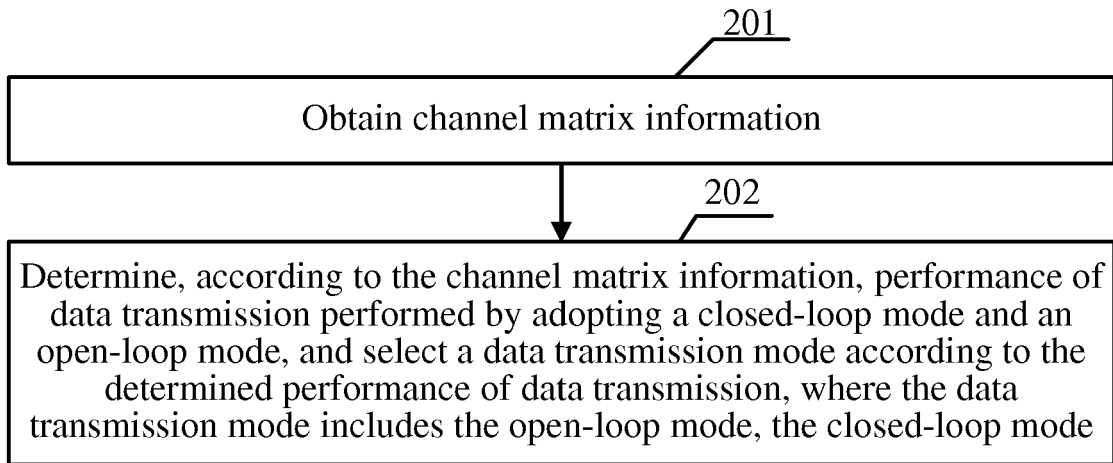 201
Obtain channel matrix information
202
Determine, according to the channel matrix information, performance of
data transmission performed by adopting a closed-loop mode and an
open-loop mode, and select a data transmission mode according to the
determined performance of data transmission, where the data
transmission mode includes the open-loop mode, the closed-loop mode